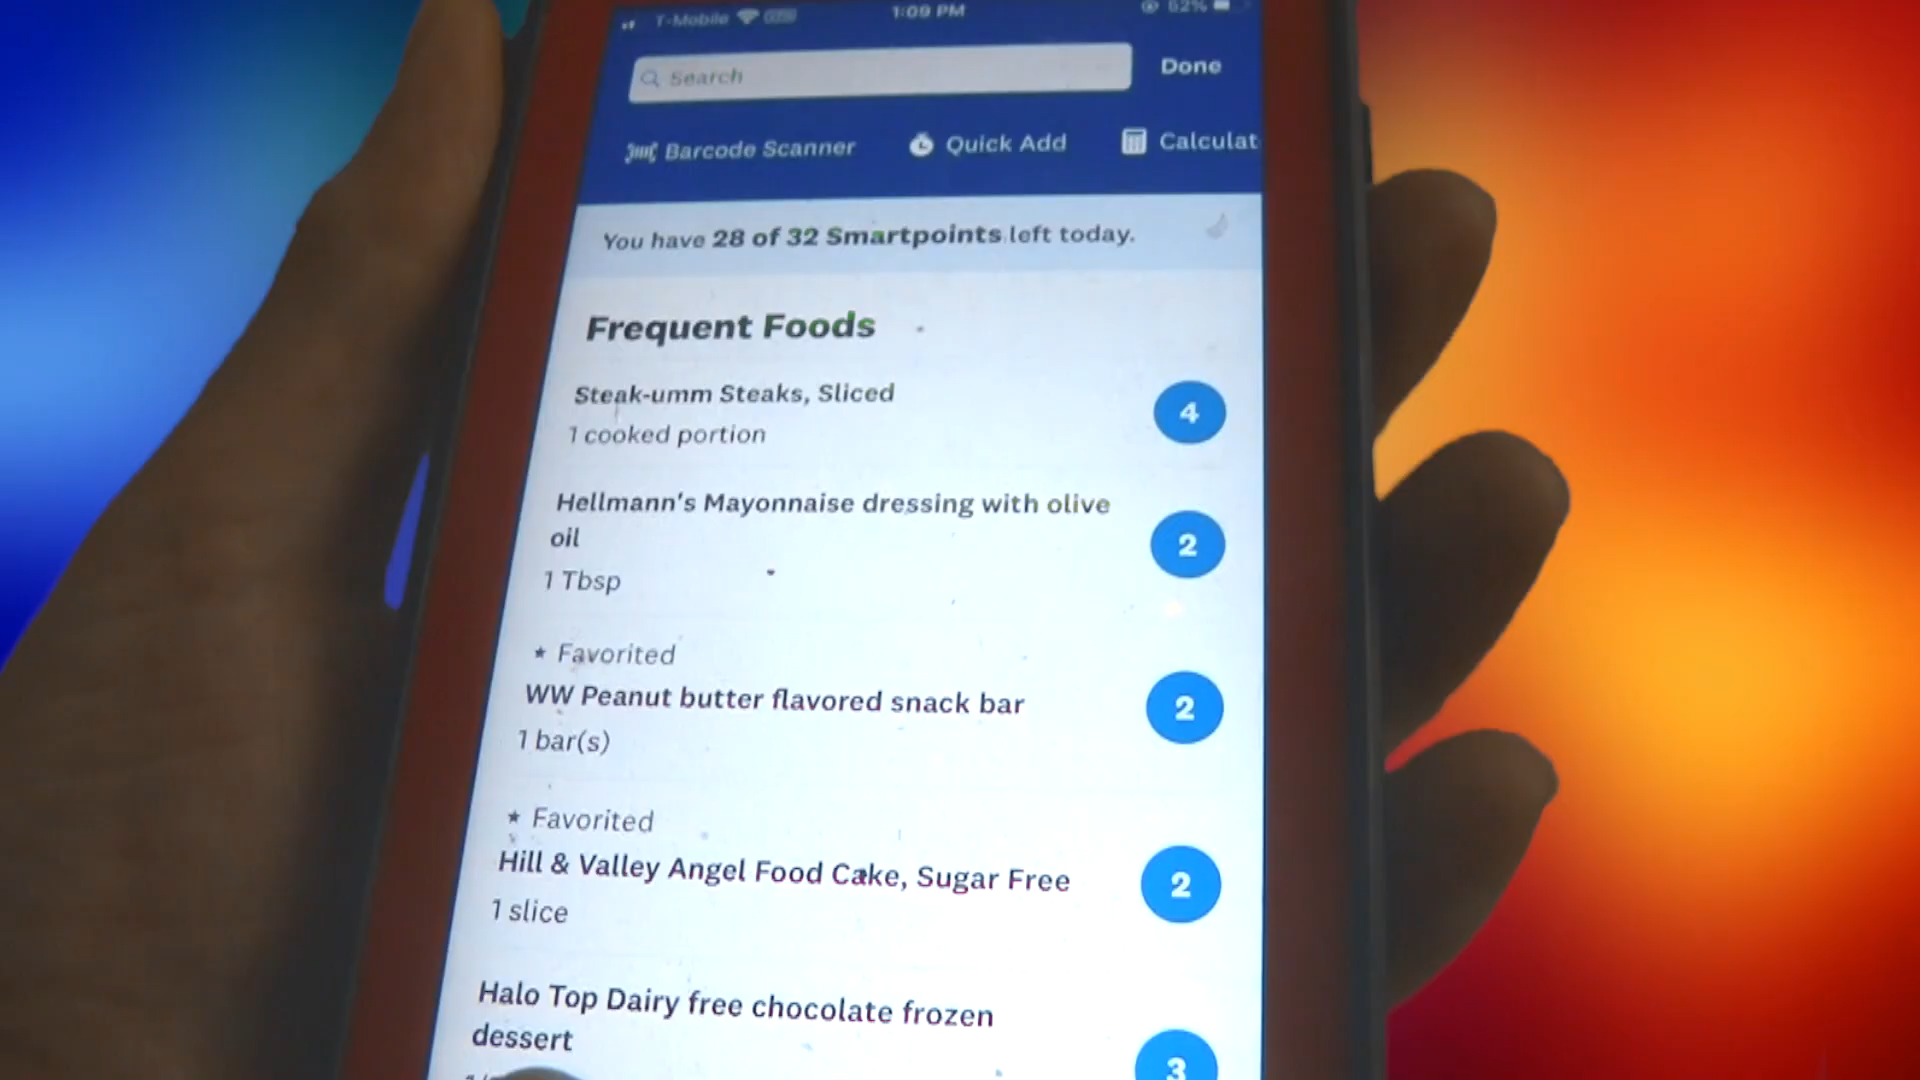 T-Mobile
1:09 PM
52%
Search
Done
Barcode Scanner
Quick Add
Calculat
You have 28 of 32 Smartpoints left today.
Frequent Foods
Steak-umm Steaks, Sliced
1 cooked portion
4
Hellmann's Mayonnaise dressing with olive
oil
1 Tbsp
2
★ Favorited
WW Peanut butter flavored snack bar
1 bar(s)
2
★ Favorited
Hill & Valley Angel Food Cake, Sugar Free
1 slice
2
Halo Top Dairy free chocolate frozen
dessert
3